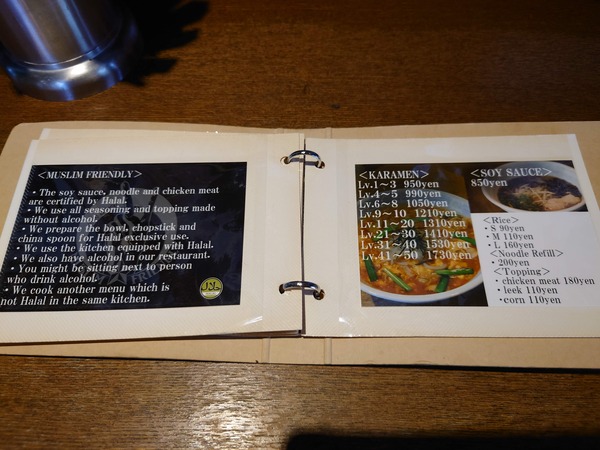 <MUSLIM FRIENDLY>
・The soy sauce, noodle and chicken meat
are certified by Halal.
・We use all seasoning and topping made
without alcohol.
・We prepare the bowl, chopstick and
china spoon for Halal exclusive use.
・We use the kitchen equipped with Halal.
・We also have alcohol in our restaurant.
・You might be sitting next to person
who drink alcohol.
・We cook another menu which is
not Halal in the same kitchen.
<KARAMEN>
Lv.1～3 950yen
Lv.4～5 990yen
Lv.6～8 1050yen
Lv.9～10 1210yen
Lv.11～20 1310yen
Lv.21～30 1410yen
Lv.31～40 1530yen
Lv.41～50 1730yen
<SOY SAUCE>
850yen
<Rice>
・S 90yen
・M 110yen
・L 160yen
<Noodle Refill>
・200yen
<Topping>
・chicken meat 180yen
・leek 110yen
・corn 110yen